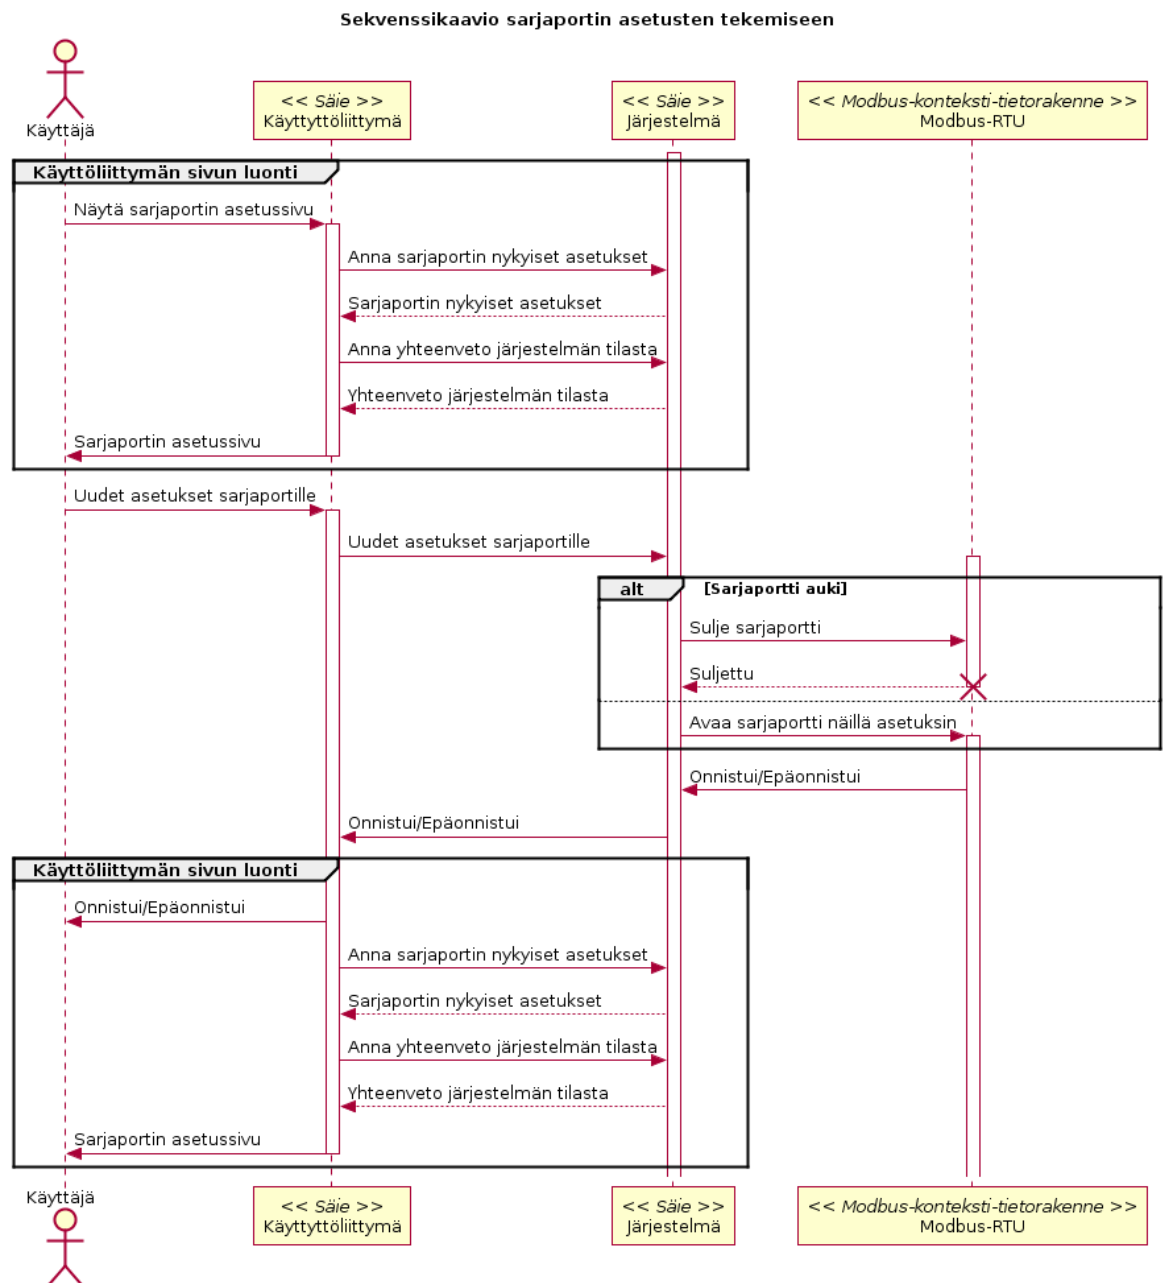 Sekvenssikaavio sarjaportin asetusten tekemiseen
Käyttäjä
<< Säie >>
Käyttyttöliittymä
<< Säie >>
Järjestelmä
<< Modbus-konteksti-tietorakenne >>
Modbus-RTU
Käyttöliittymän sivun luonti
Näytä sarjaportin asetussivu
Anna sarjaportin nykyiset asetukset
Sarjaportin nykyiset asetukset
Anna yhteenveto järjestelmän tilasta
Yhteenveto järjestelmän tilasta
Sarjaportin asetussivu
Uudet asetukset sarjaportille
Uudet asetukset sarjaportille
alt [Sarjaportti auki]
Sulje sarjaportti
Suljettu
Avaa sarjaportti näillä asetuksin
Onnistui/Epäonnistui
Onnistui/Epäonnistui
Käyttöliittymän sivun luonti
Onnistui/Epäonnistui
Anna sarjaportin nykyiset asetukset
Sarjaportin nykyiset asetukset
Anna yhteenveto järjestelmän tilasta
Yhteenveto järjestelmän tilasta
Sarjaportin asetussivu
Käyttäjä
<< Säie >>
Käyttyttöliittymä
<< Säie >>
Järjestelmä
<< Modbus-konteksti-tietorakenne >>
Modbus-RTU